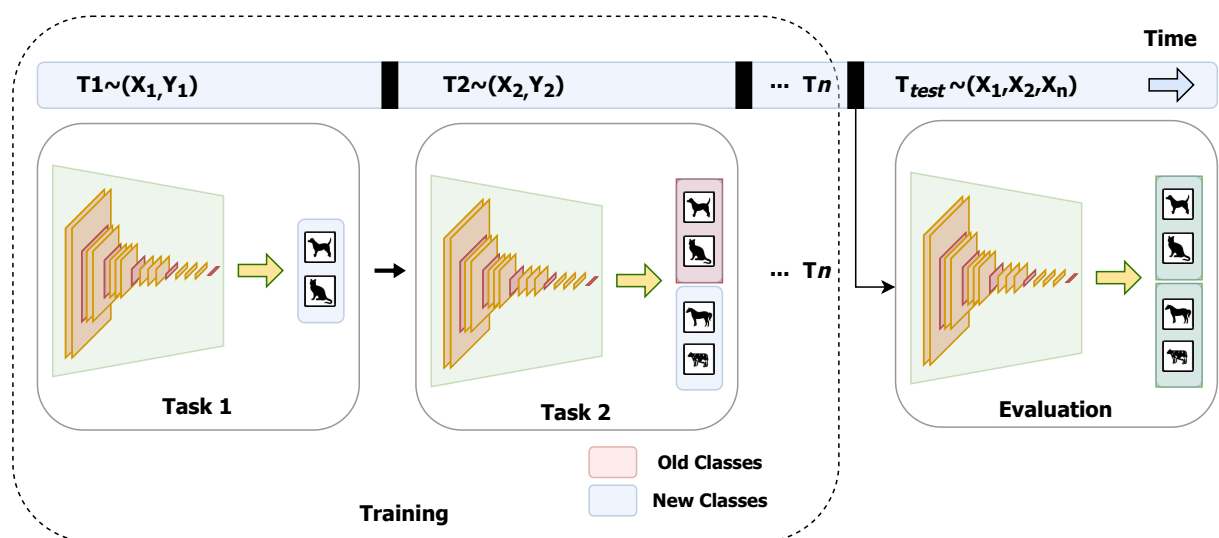 Time
T1~(X₁,Y₁)
T2~(X₂,Y₂)
... Tn
T_test ~(X₁,X₂,Xₙ)
... Tn
Task 1
Task 2
Evaluation
Old Classes
New Classes
Training